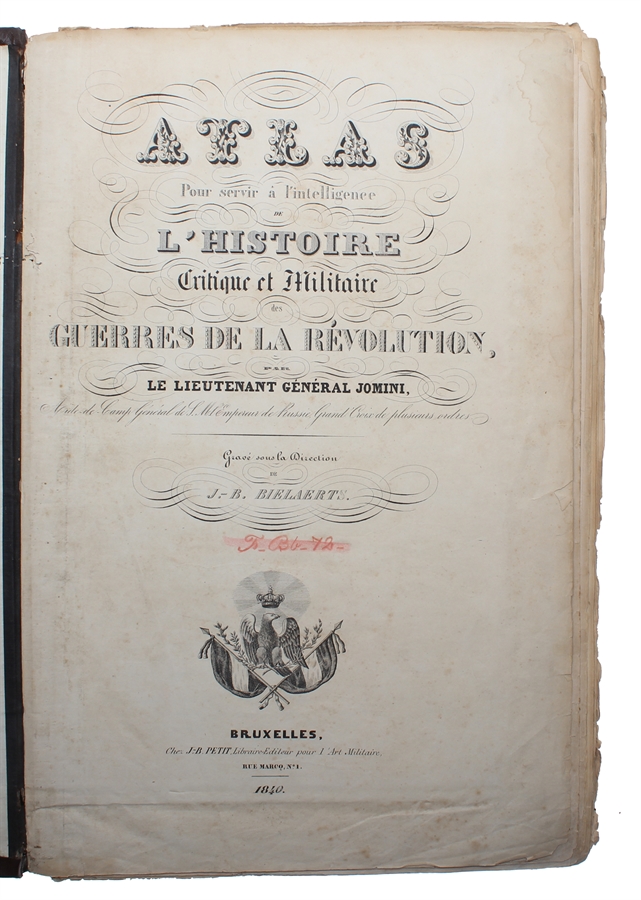 ATLAS
Pour servir à l'intelligence
DE
L'HISTOIRE
Critique et Militaire
des
GUERRES DE LA RÉVOLUTION,
PAR
LE LIEUTENANT GÉNÉRAL JOMINI,
Aide-de-Camp Général de S. M. l'Empereur de Russie, Grand Croix de plusieurs ordres
Gravé sous la Direction
DE
J.-B. BIELAERTS.
BRUXELLES,
Chez J.-B. PETIT, Libraire-Editeur pour l'Art Militaire,
RUE MARCQ, N° 1.
1840.